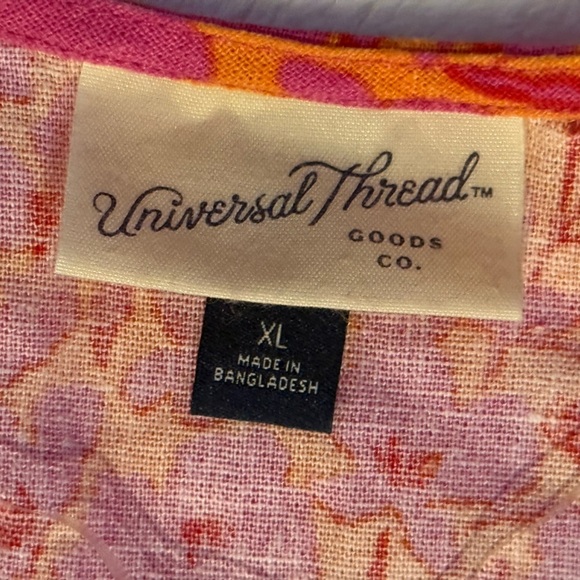 Universal Thread™
GOODS
CO.
XL
MADE IN
BANGLADESH